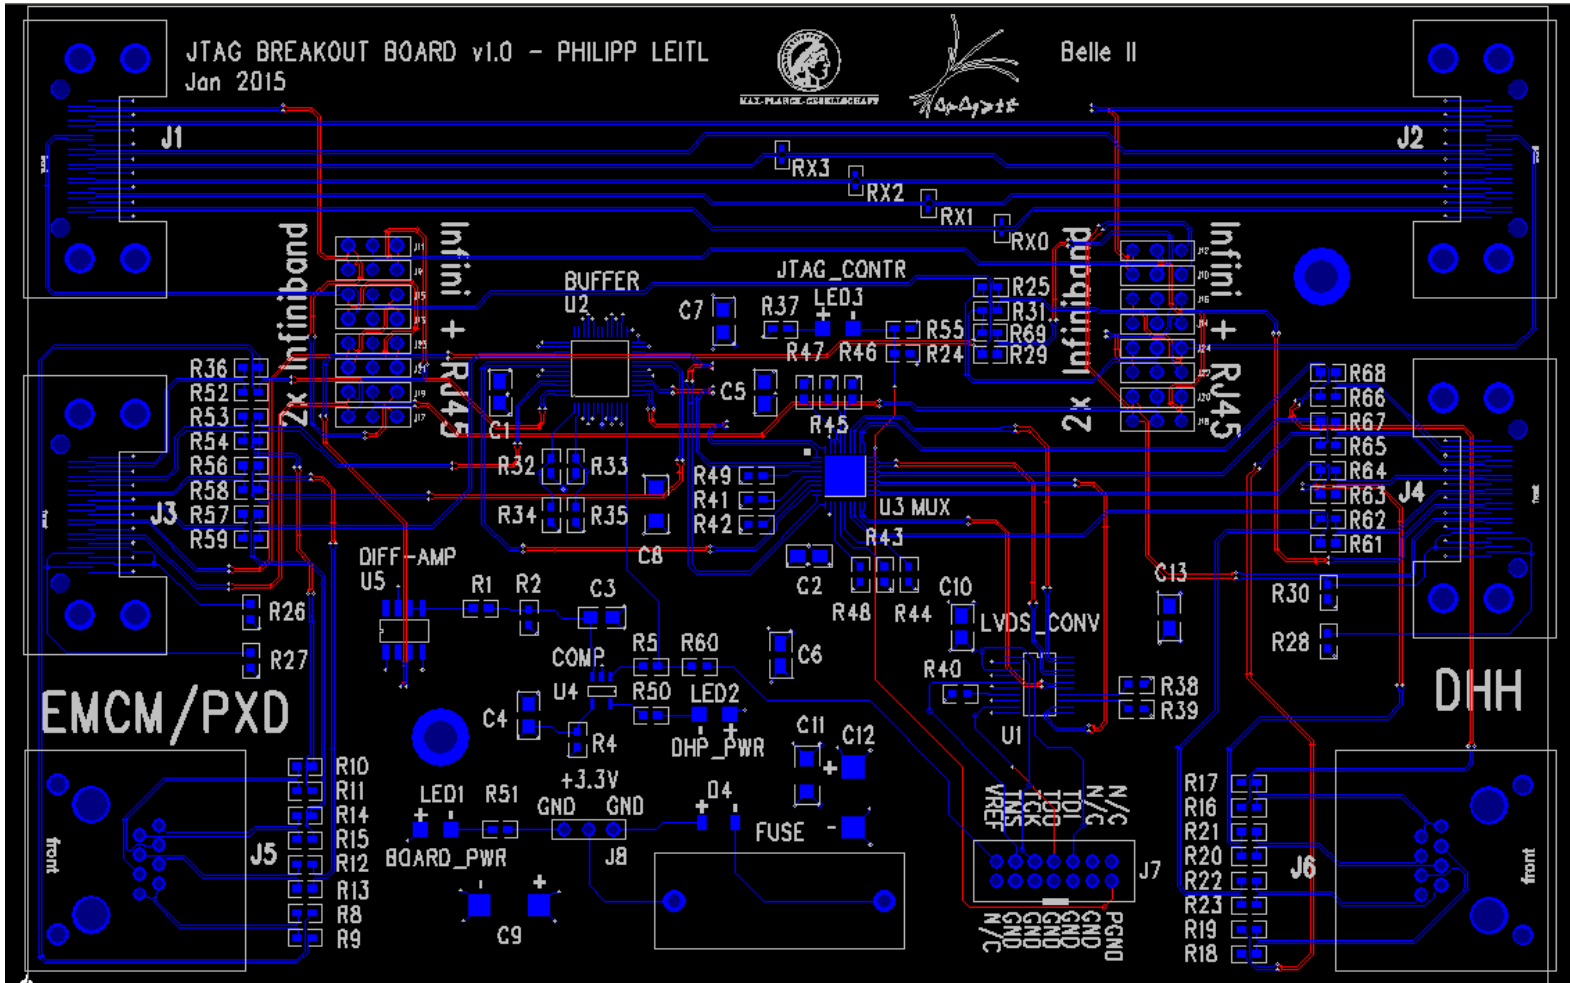 JTAG BREAKOUT BOARD v1.0 - PHILIPP LEITL
Jan 2015
MAX-PLANCK-GESELLSCHAFT
Belle II
J1
J2
RX3
RX2
RX1
RX0
2x Infiniband
Infini + RJ45
2x Infiniband
Infini + RJ45
BUFFER
U2
C7
JTAG_CONTR
R37
LED3
+
-
R55
R24
R25
R31
R69
R29
R47
R46
R45
C5
C1
R36
R52
R53
R54
R56
R58
R57
R59
R68
R66
R67
R65
R64
R63
R62
R61
J3
J4
R32
R33
R34
R35
C8
R49
R41
R42
U3 MUX
R43
C2
R48
R44
DIFF-AMP
U5
R1
R2
C3
C10
C13
R26
R27
R30
R28
LVDS_CONV
COMP
U4
R5
R60
C6
R40
R38
R39
U1
EMCM/PXD
DHH
C4
R4
R50
LED2
+
DHP_PWR
C11
C12
+
-
FUSE
+3.3V
GND
GND
J8
LED1
+
-
R51
BOARD_PWR
D4
+
-
C9
-
+
R10
R11
R14
R15
R12
R13
R8
R9
J5
front
VREF
TMS
TCK
TDO
TDI
N/C
N/C
J7
N/C
GND
GND
GND
GND
GND
PGND
R17
R16
R21
R20
R22
R23
R19
R18
J6
front